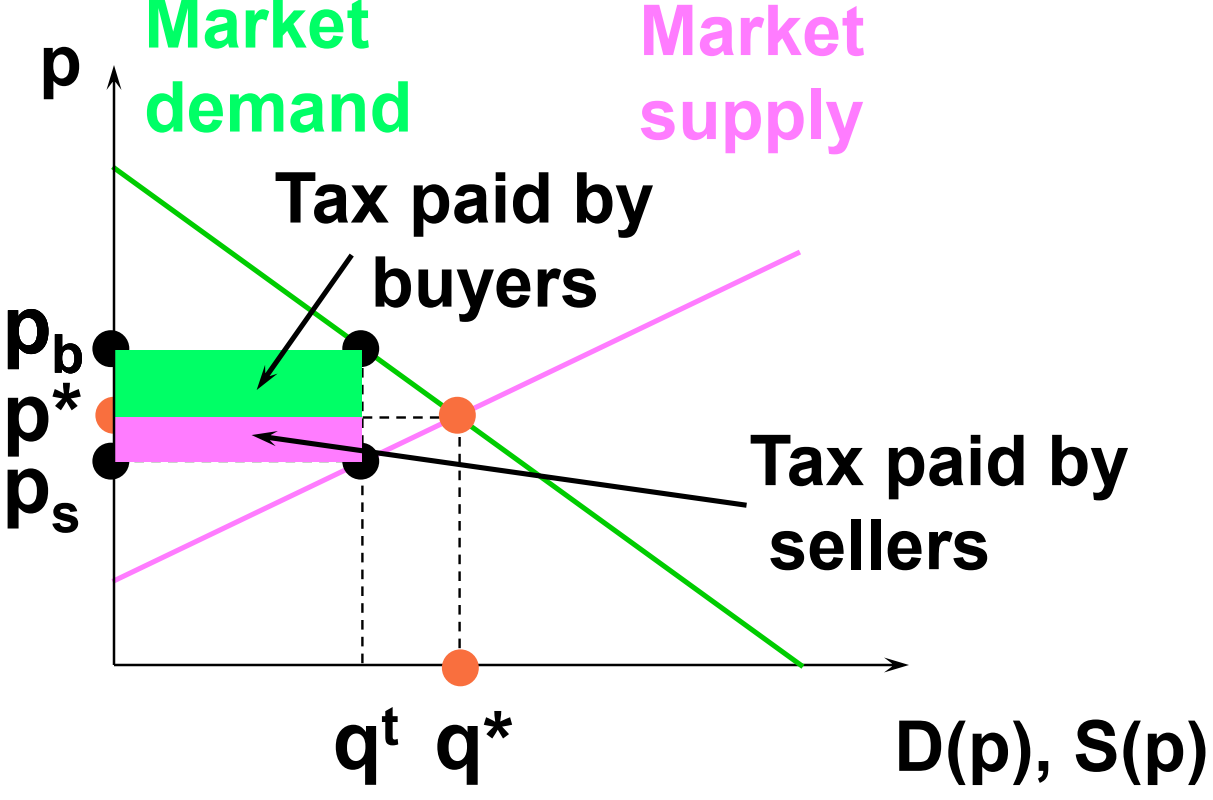 Market
demand
Market
supply
p
Tax paid by
buyers
p_b
p*
p_s
Tax paid by
sellers
q^t
q*
D(p), S(p)